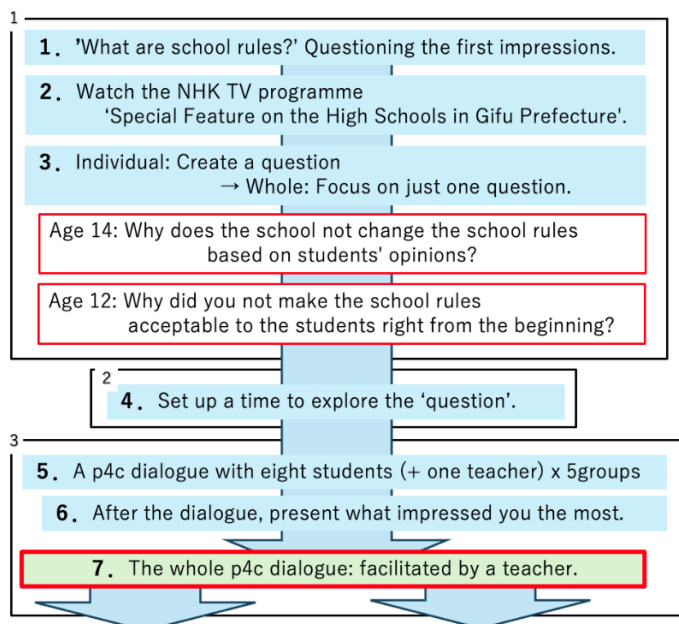 1
1. 'What are school rules?' Questioning the first impressions.
2. Watch the NHK TV programme
‘Special Feature on the High Schools in Gifu Prefecture'.
3. Individual: Create a question
→ Whole: Focus on just one question.
Age 14: Why does the school not change the school rules
based on students' opinions?
Age 12: Why did you not make the school rules
acceptable to the students right from the beginning?
2
4. Set up a time to explore the ‘question’.
3
5. A p4c dialogue with eight students (+ one teacher) x 5groups
6. After the dialogue, present what impressed you the most.
7. The whole p4c dialogue: facilitated by a teacher.